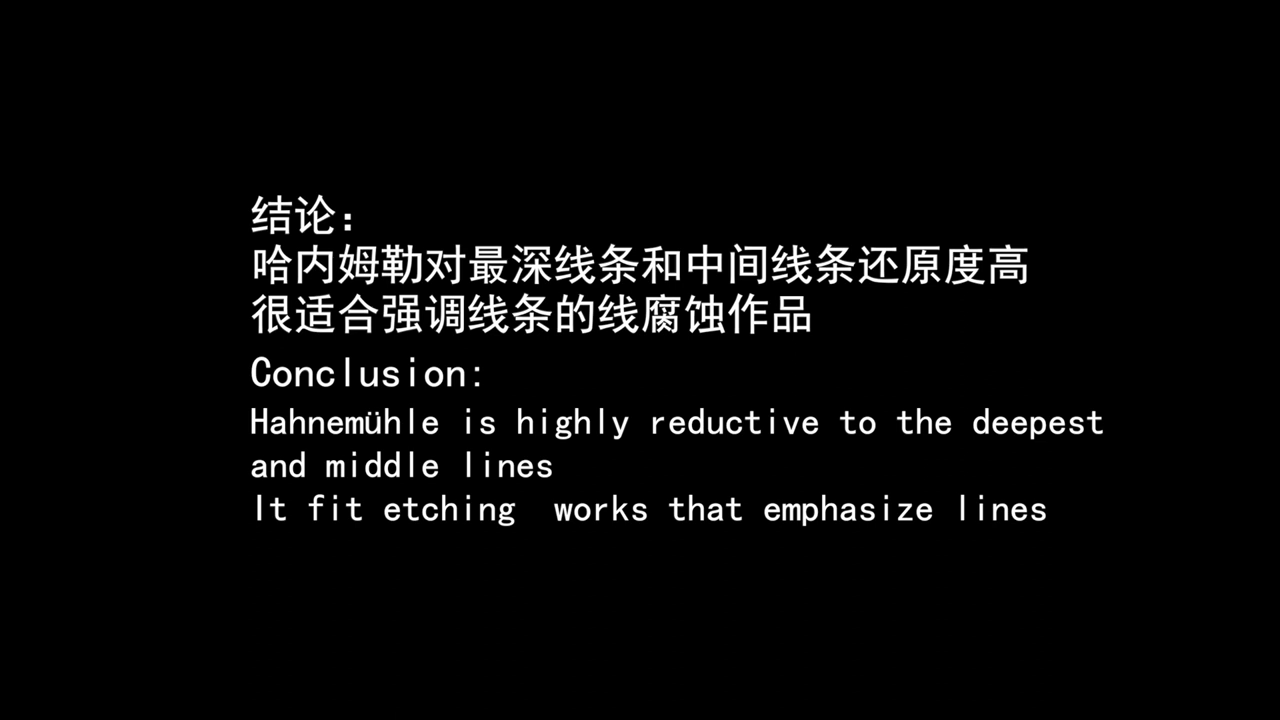 结论：
哈内姆勒对最深线条和中间线条还原度高
很适合强调线条的线腐蚀作品
Conclusion:
Hahnemühle is highly reductive to the deepest
and middle lines
It fit etching  works that emphasize lines